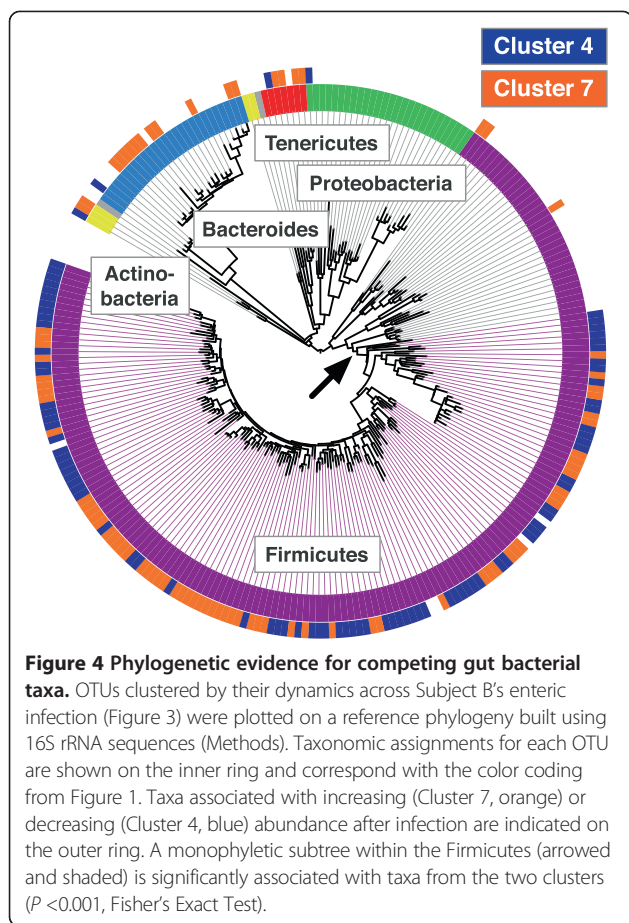 Cluster 4
Cluster 7
Tenericutes
Proteobacteria
Bacteroides
Actino-
bacteria
Firmicutes
Figure 4 Phylogenetic evidence for competing gut bacterial
taxa. OTUs clustered by their dynamics across Subject B's enteric
infection (Figure 3) were plotted on a reference phylogeny built using
16S rRNA sequences (Methods). Taxonomic assignments for each OTU
are shown on the inner ring and correspond with the color coding
from Figure 1. Taxa associated with increasing (Cluster 7, orange) or
decreasing (Cluster 4, blue) abundance after infection are indicated on
the outer ring. A monophyletic subtree within the Firmicutes (arrowed
and shaded) is significantly associated with taxa from the two clusters
(P <0.001, Fisher's Exact Test).